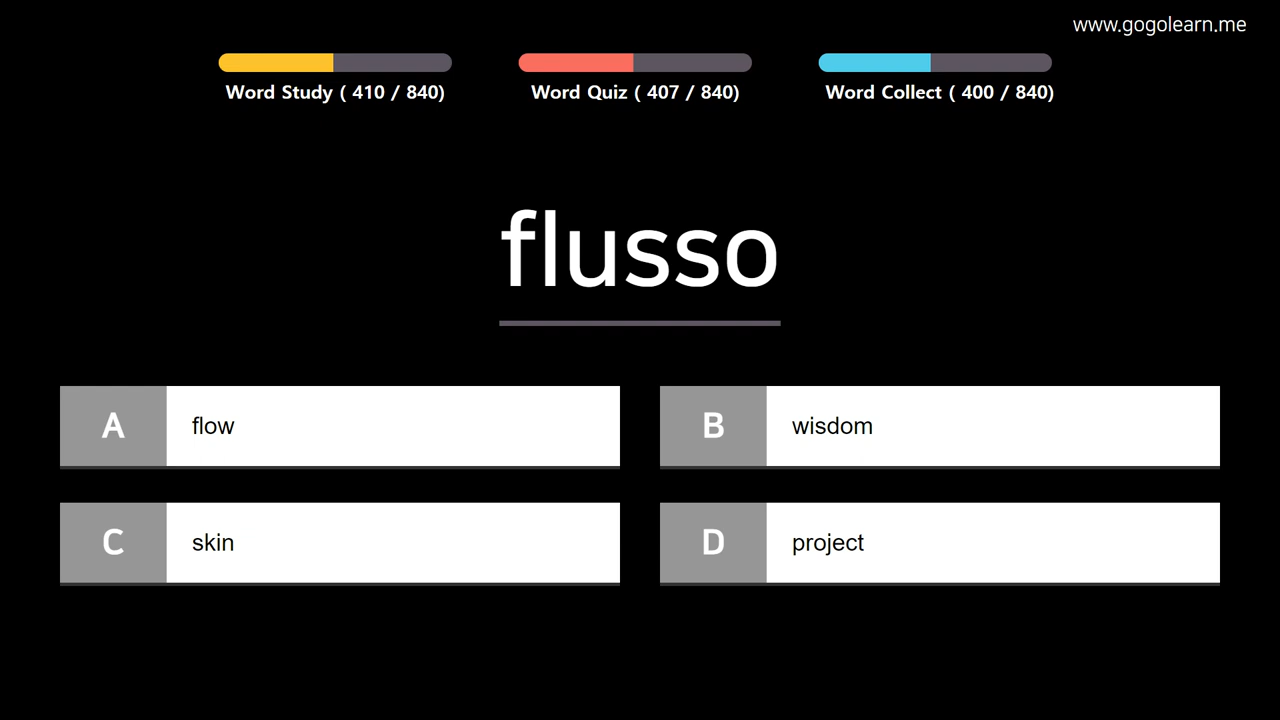 www.gogolearn.me
Word Study ( 410 / 840)
Word Quiz ( 407 / 840)
Word Collect ( 400 / 840)
flusso
A flow
B wisdom
C skin
D project